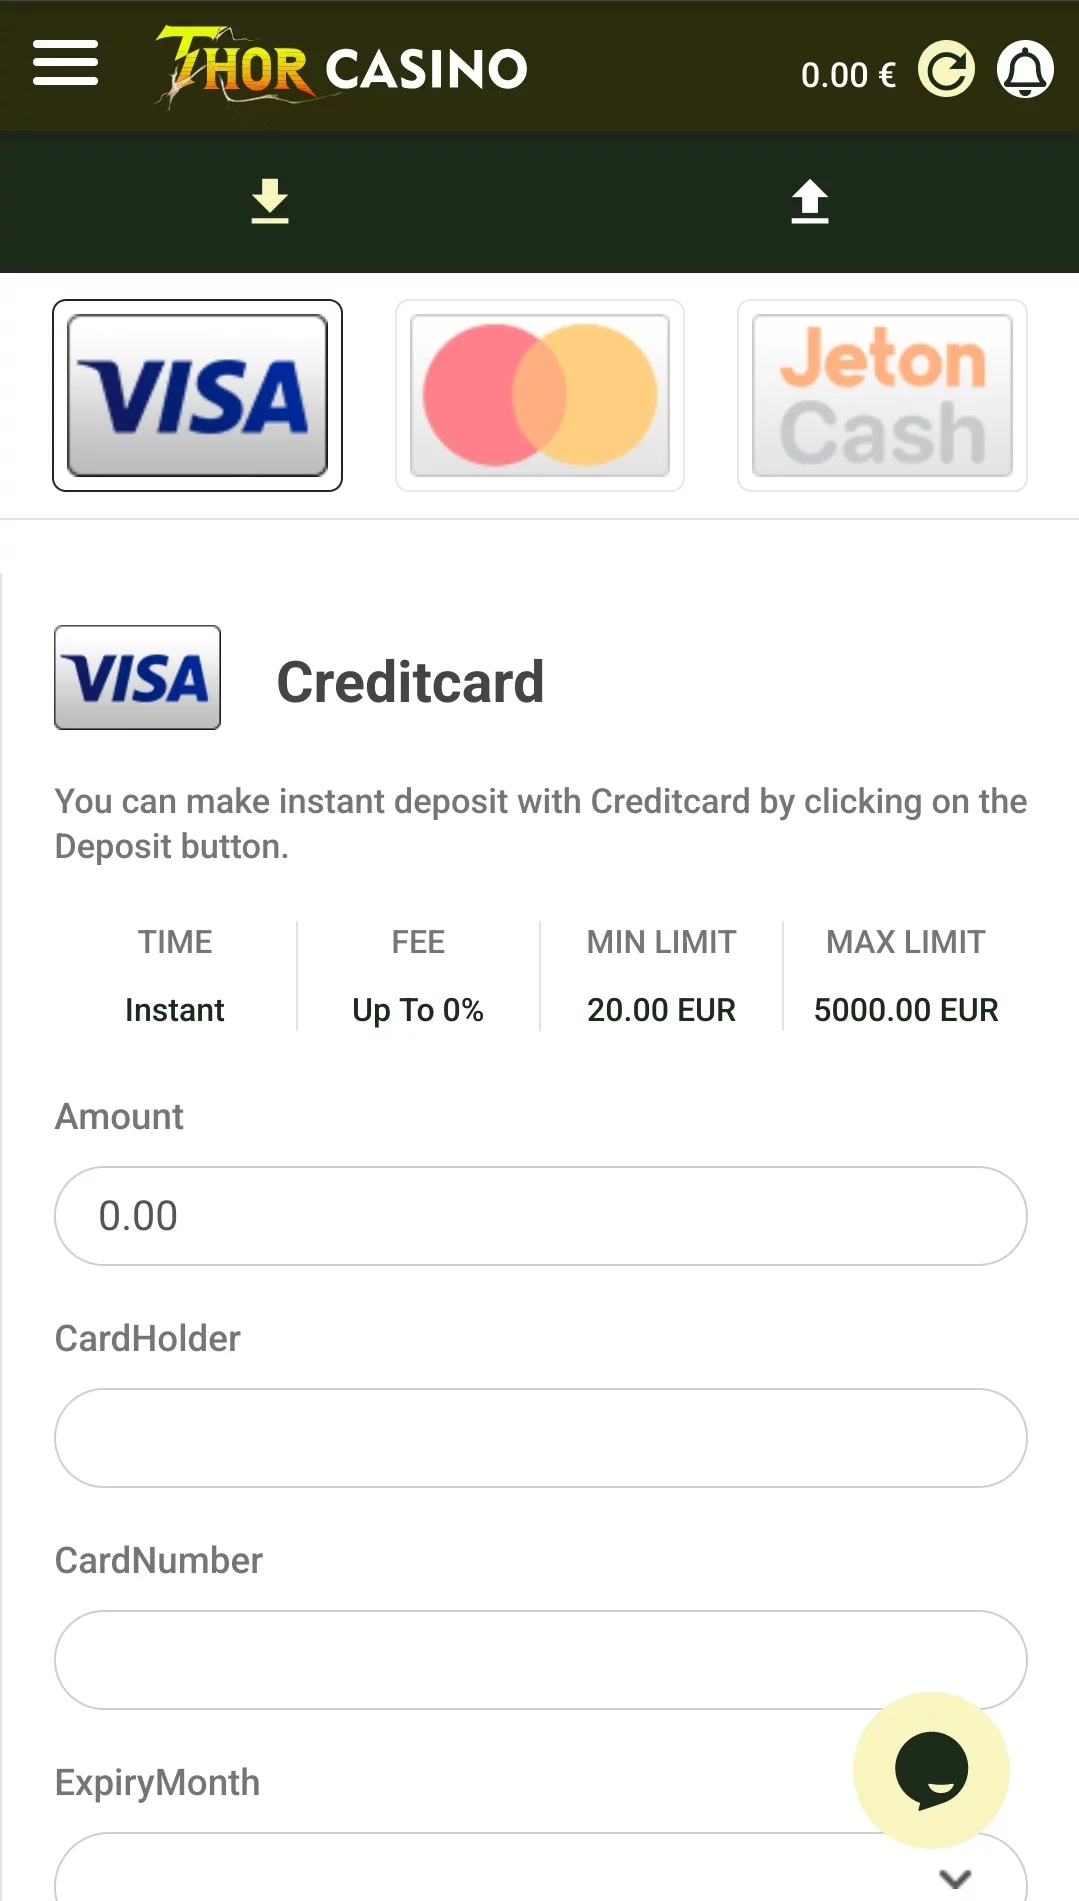 THOR CASINO
0.00 €
VISA
Jeton
Cash
VISA
Creditcard
You can make instant deposit with Creditcard by clicking on the
Deposit button.
TIME FEE MIN LIMIT MAX LIMIT
Instant Up To 0% 20.00 EUR 5000.00 EUR
Amount
0.00
CardHolder
CardNumber
ExpiryMonth